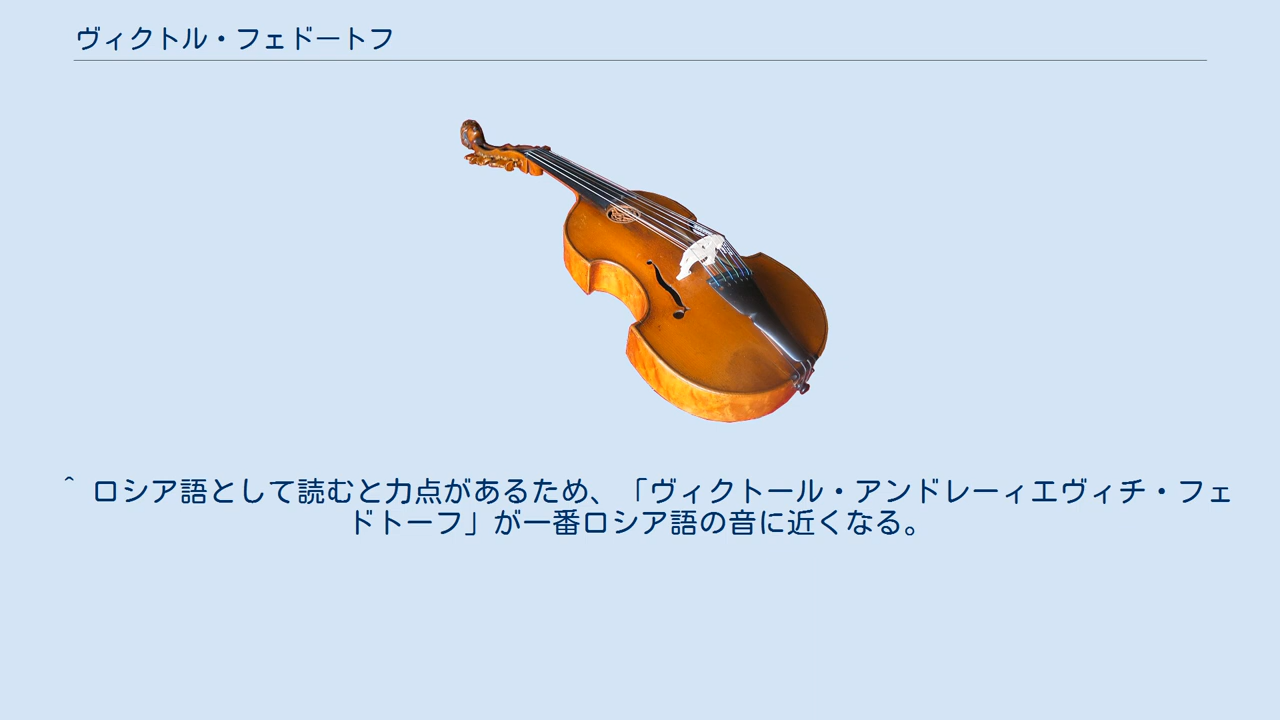 ヴィクトル・フェドートフ
^ ロシア語として読むと力点があるため、「ヴィクトール・アンドレーィエヴィチ・フェ
ドトーフ」が一番ロシア語の音に近くなる。